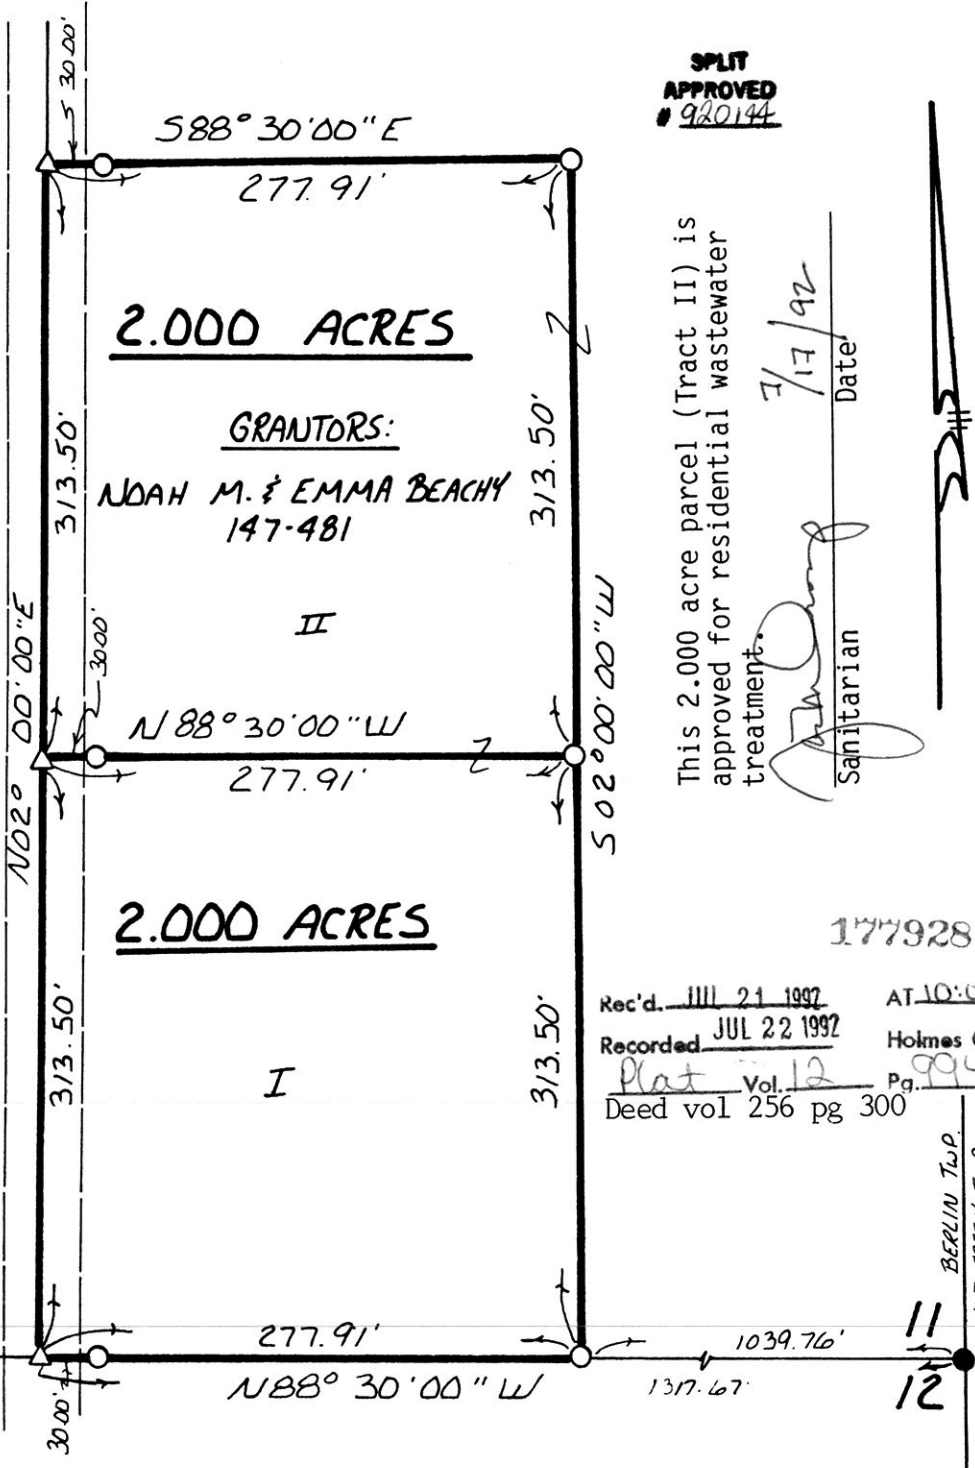 30.00'
S88° 30'00" E
277.91'
2.000 ACRES
GRANTORS:
NOAH M. & EMMA BEACHY
147-481
II
313.50'
313.50'
N02° 00'00"E
30.00'
N 88° 30'00" W
277.91'
S 02° 00'00" W
2.000 ACRES
I
313.50'
313.50'
277.91'
N88° 30'00" W
30.00'
1039.76'
1317.67'
11
12
BERLIN TWP.
SPLIT
APPROVED
# 920144
This 2.000 acre parcel (Tract II) is
approved for residential wastewater
treatment.
7/17/92
Sanitarian Date
177928
Rec'd. JUL 21 1992 AT 10:0
Recorded JUL 22 1992 Holmes
Plat Vol. 12 Pg. 994
Deed vol 256 pg 300